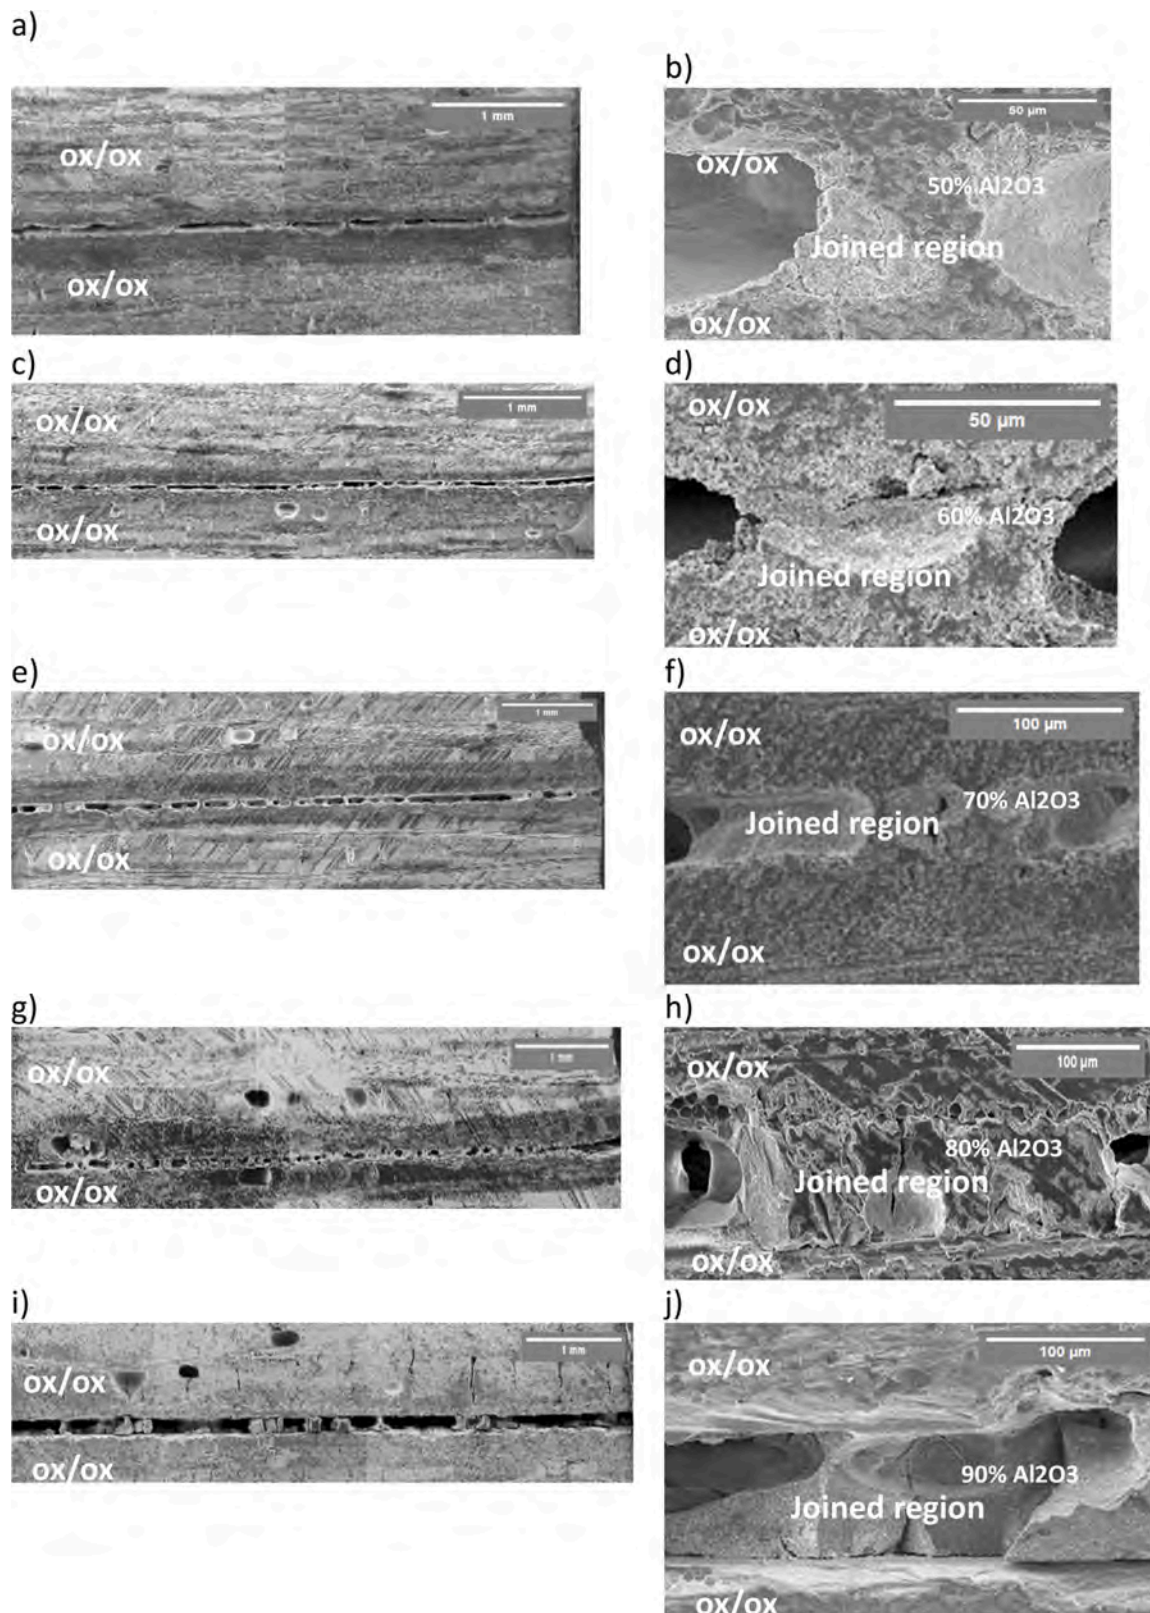 a)
1 mm
ox/ox
ox/ox
b)
50 µm
ox/ox
50% Al2O3
Joined region
ox/ox
c)
1 mm
ox/ox
ox/ox
d)
ox/ox
50 µm
60% Al2O3
Joined region
ox/ox
e)
1 mm
ox/ox
ox/ox
f)
100 µm
ox/ox
70% Al2O3
Joined region
ox/ox
g)
1 mm
ox/ox
ox/ox
h)
100 µm
ox/ox
80% Al2O3
Joined region
ox/ox
i)
1 mm
ox/ox
ox/ox
j)
100 µm
ox/ox
90% Al2O3
Joined region
ox/ox